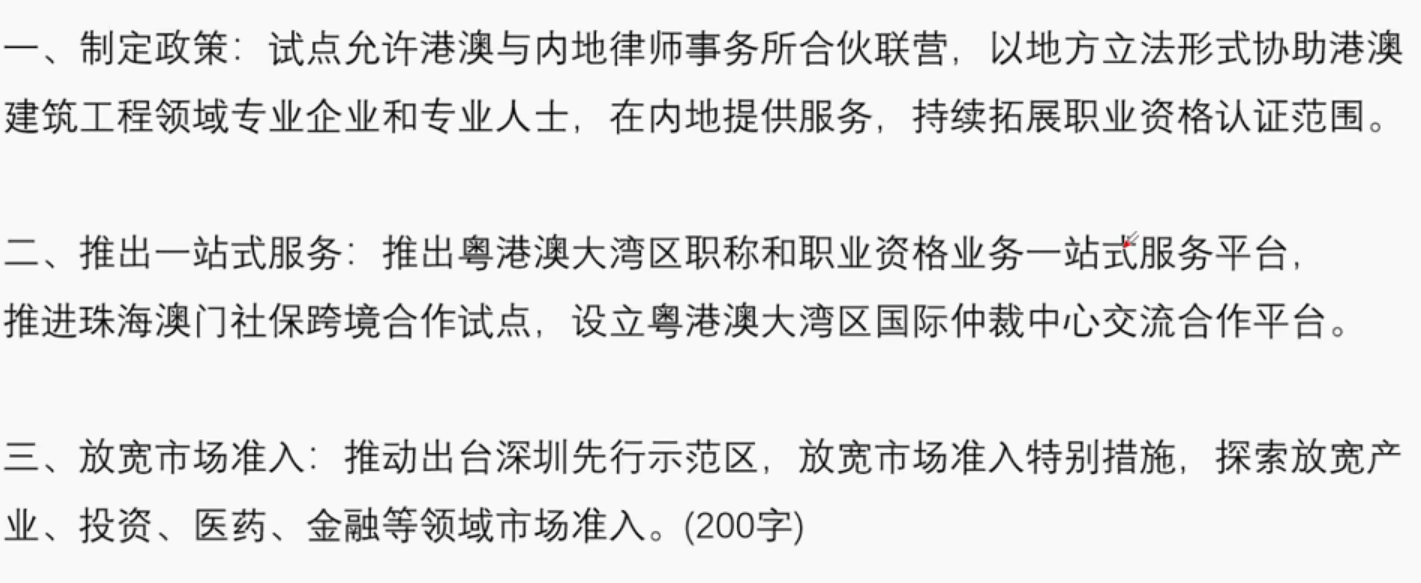 一、制定政策：试点允许港澳与内地律师事务所合伙联营，以地方立法形式协助港澳
建筑工程领域专业企业和专业人士，在内地提供服务，持续拓展职业资格认证范围。
二、推出一站式服务：推出粤港澳大湾区职称和职业资格业务一站式服务平台，
推进珠海澳门社保跨境合作试点，设立粤港澳大湾区国际仲裁中心交流合作平台。
三、放宽市场准入：推动出台深圳先行示范区，放宽市场准入特别措施，探索放宽产
业、投资、医药、金融等领域市场准入。(200字)